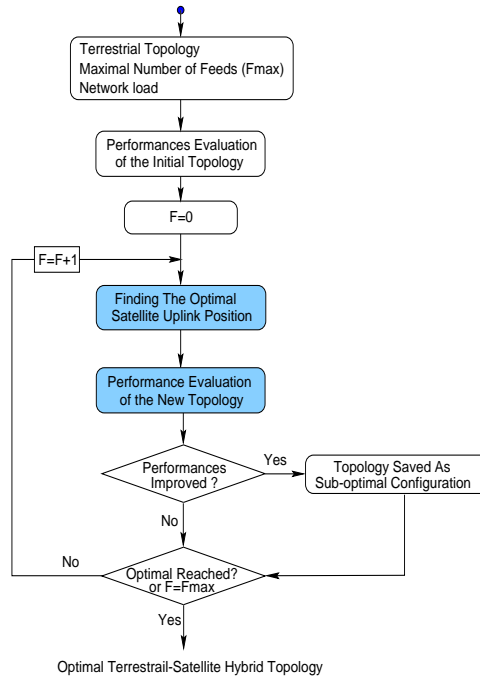 Terrestrial Topology
Maximal Number of Feeds (Fmax)
Network load
Performances Evaluation
of the Initial Topology
F=0
F=F+1
Finding The Optimal
Satellite Uplink Position
Performance Evaluation
of the New Topology
Performances
Improved ?
Yes
Topology Saved As
Sub-optimal Configuration
No
Optimal Reached?
or F=Fmax
No
Yes
Optimal Terrestrail-Satellite Hybrid Topology